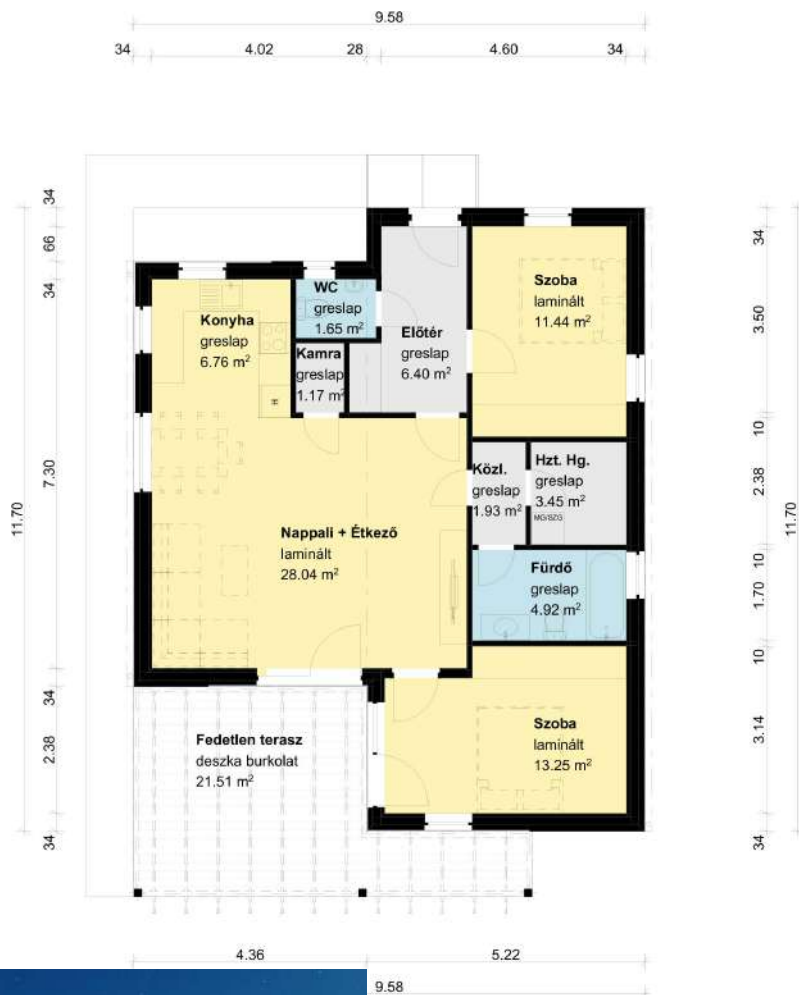 9.58
34 4.02 28 4.60 34
34
66
34
7.30
11.70
34
2.38
34
34
3.50
10
2.38
10
1.70
10
3.14
34
11.70
WC
greslap
1.65 m²
Konyha
greslap
6.76 m²
Kamra
greslap
1.17 m²
Előtér
greslap
6.40 m²
Szoba
laminált
11.44 m²
H
Közl.
greslap
1.93 m²
Hzt. Hg.
greslap
3.45 m²
MG/SZG
Nappali + Étkező
laminált
28.04 m²
Fürdő
greslap
4.92 m²
Szoba
laminált
13.25 m²
Fedetlen terasz
deszka burkolat
21.51 m²
4.36 5.22
9.58